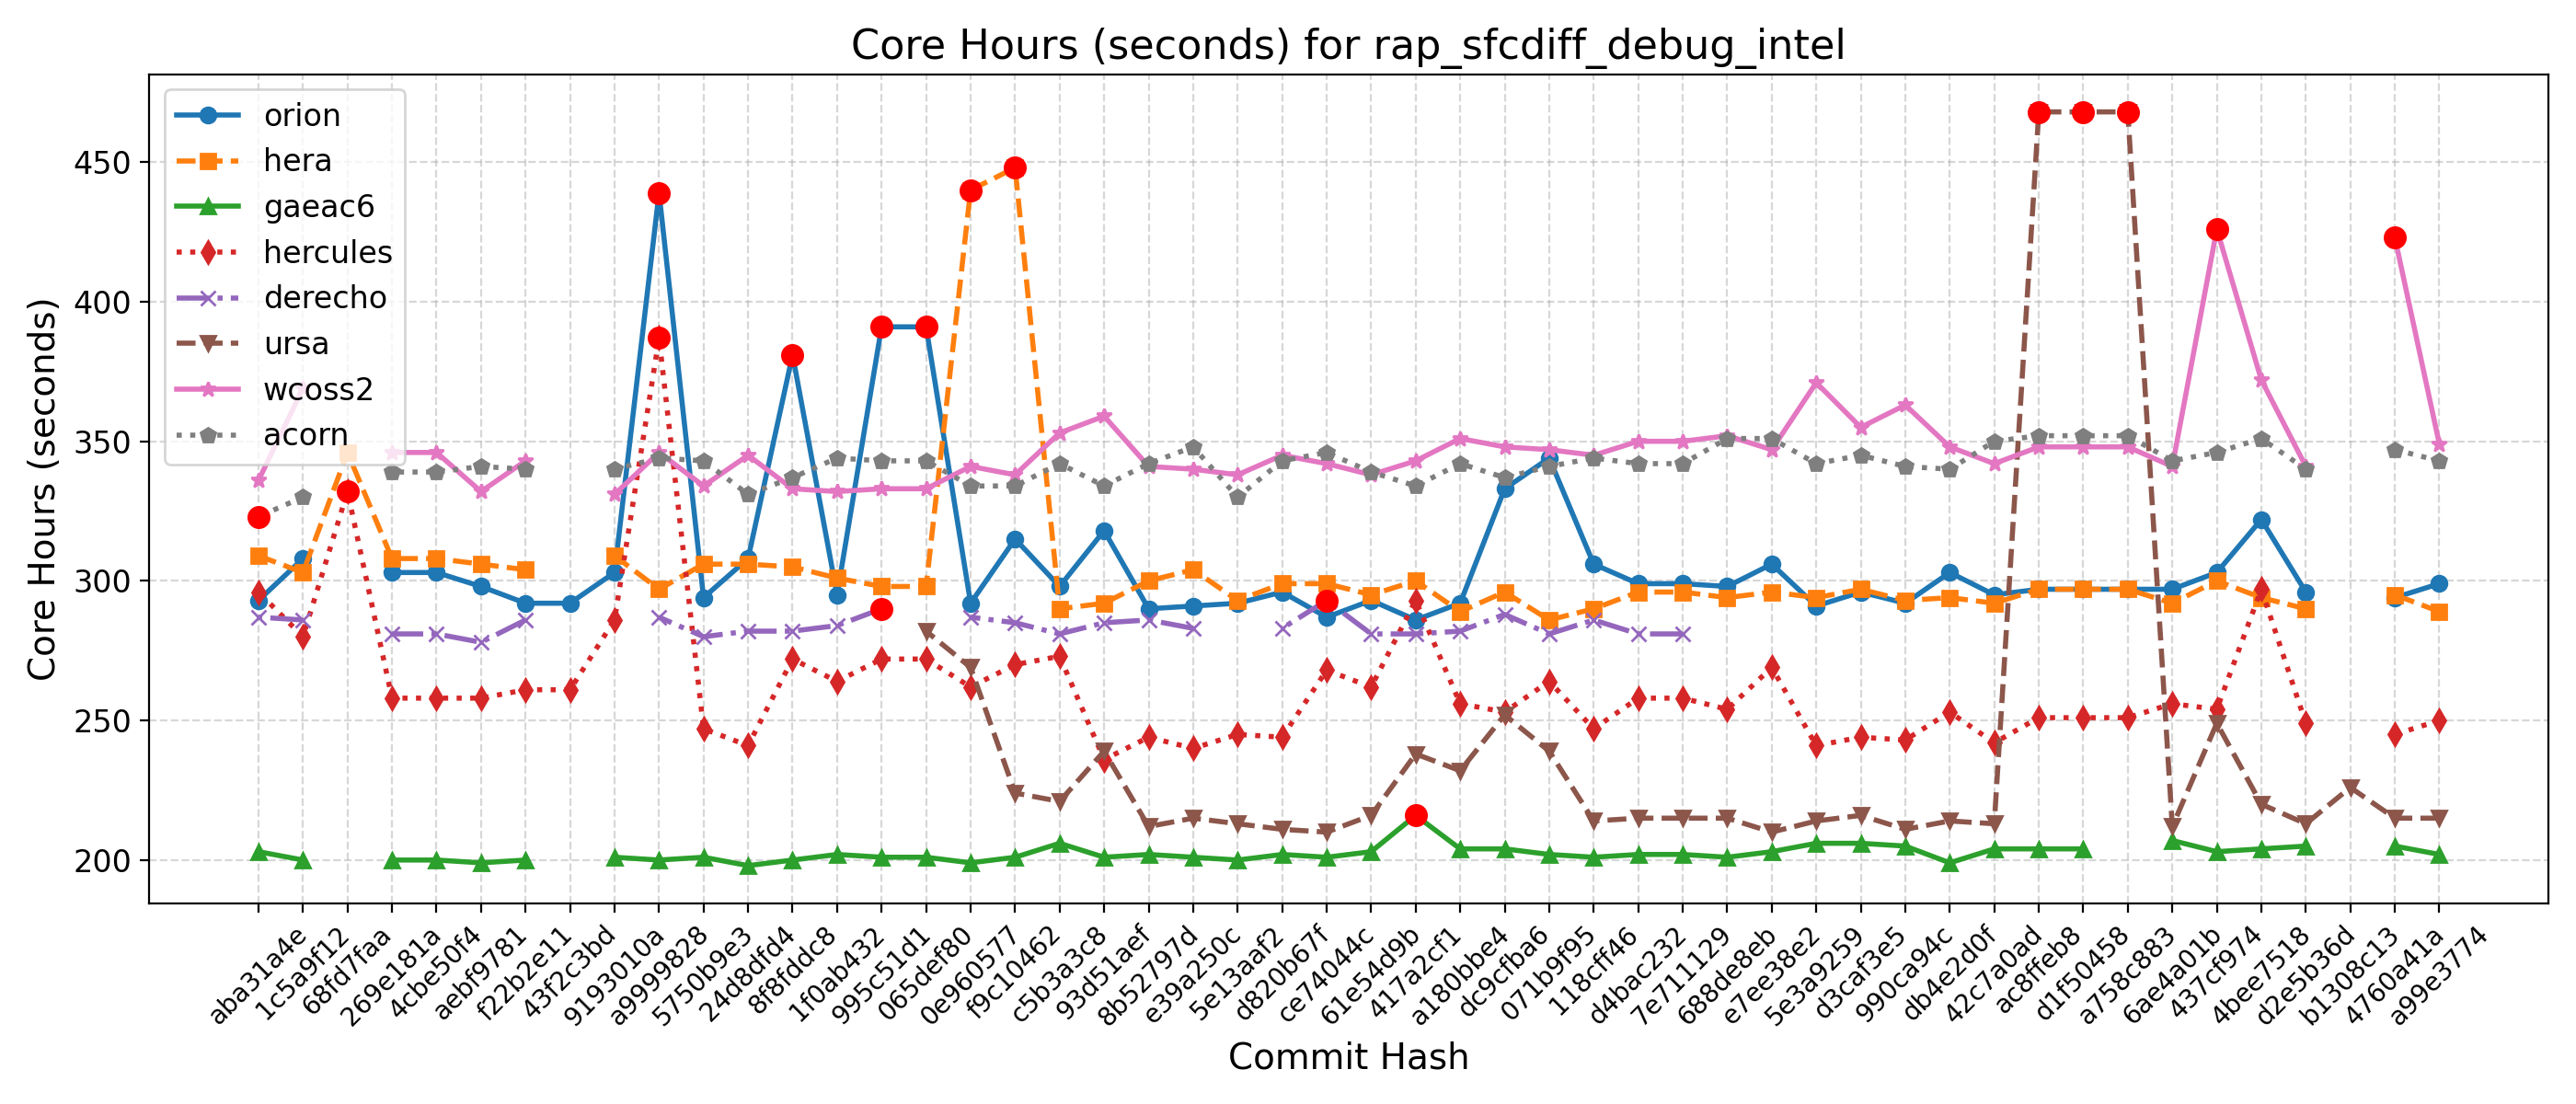 Core Hours (seconds) for rap_sfcdiff_debug_intel
Core Hours (seconds)
450
400
350
300
250
200
orion
hera
gaeac6
hercules
derecho
ursa
wcoss2
acorn
aba31a4e
1c5a9f12
68fd7faa
269e181a
4cbe50f4
aebf9781
f22b2e11
43f2c3bd
9193010a
a9999828
5750b9e3
24d8dfd4
8f8fddc8
1f0ab432
995c51d1
065def80
0e960577
f9c10462
c5b3a3c8
93d51aef
8b52797d
e39a250c
5e13aaf2
d820b67f
ce74044c
61e54d9b
417a2cf1
a180bbe4
dc9cfba6
071b9f95
118cff46
d4bac232
7e711129
688de8eb
e7ee38e2
5e3a9259
d3caf3e5
990ca94c
db4e2d0f
42c7a0ad
ac8ffeb8
d1f50458
a758c883
6ae4a01b
437cf974
4bee7518
d2e5b36d
b1308c13
4760a41a
a99e3774
Commit Hash